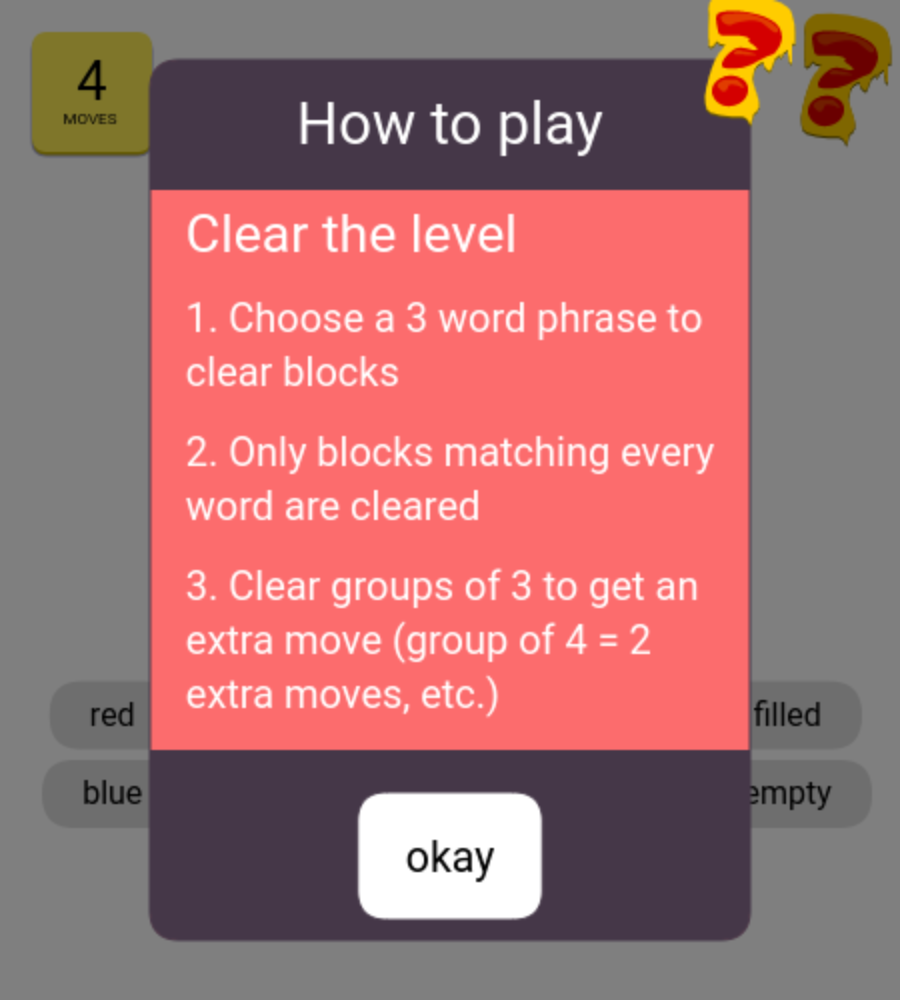 4
MOVES
How to play
Clear the level
1. Choose a 3 word phrase to
clear blocks
2. Only blocks matching every
word are cleared
3. Clear groups of 3 to get an
extra move (group of 4 = 2
extra moves, etc.)
red
filled
blue
empty
okay
??